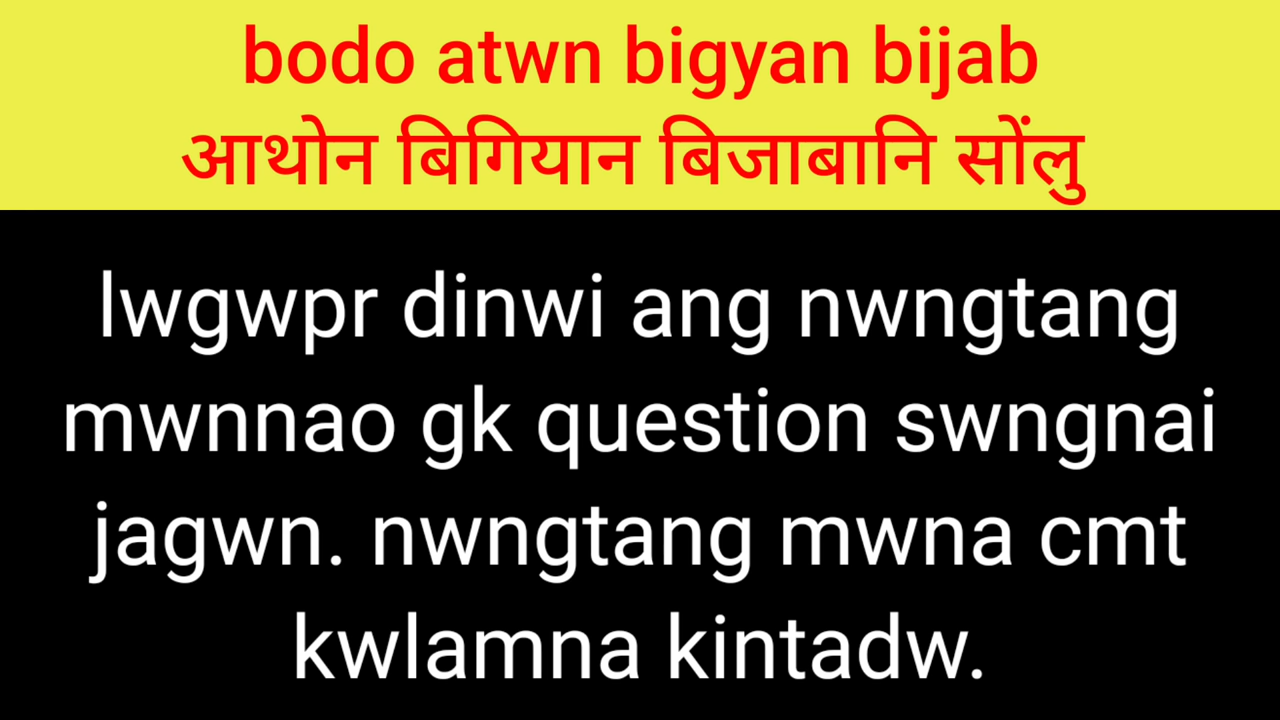 bodo atwn bigyan bijab
आथोन बिगियान बिजाबानि सोंलु
lwgwpr dinwi ang nwngtang
mwnnao gk question swngnai
jagwn. nwngtang mwna cmt
kwlamna kintadw.